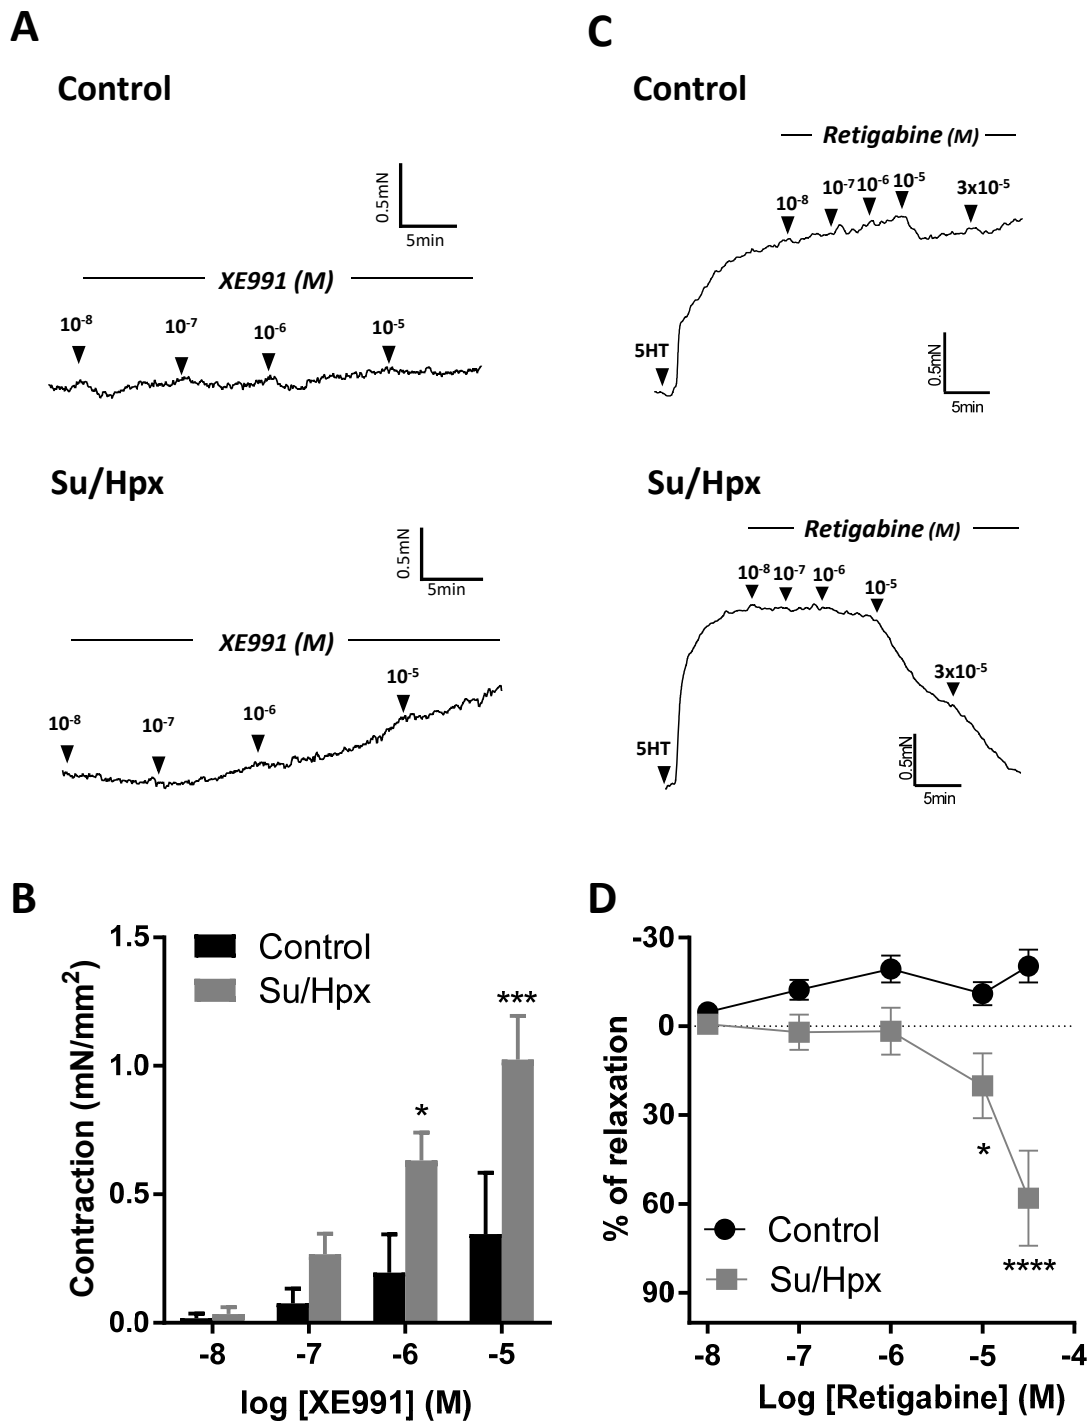 A
Control
0.5mN
5min
XE991 (M)
10⁻⁸
10⁻⁷
10⁻⁶
10⁻⁵
Su/Hpx
0.5mN
5min
XE991 (M)
10⁻⁸
10⁻⁷
10⁻⁶
10⁻⁵
C
Control
Retigabine (M)
10⁻⁸
10⁻⁷
10⁻⁶
10⁻⁵
3x10⁻⁵
5HT
0.5mN
5min
Su/Hpx
Retigabine (M)
10⁻⁸
10⁻⁷
10⁻⁶
10⁻⁵
3x10⁻⁵
5HT
0.5mN
5min
B
Contraction (mN/mm²)
1.5
1.0
0.5
0.0
Control
Su/Hpx
*
***
-8
-7
-6
-5
log [XE991] (M)
D
% of relaxation
-30
0
30
60
90
*
****
Control
Su/Hpx
-8
-7
-6
-5
-4
Log [Retigabine] (M)